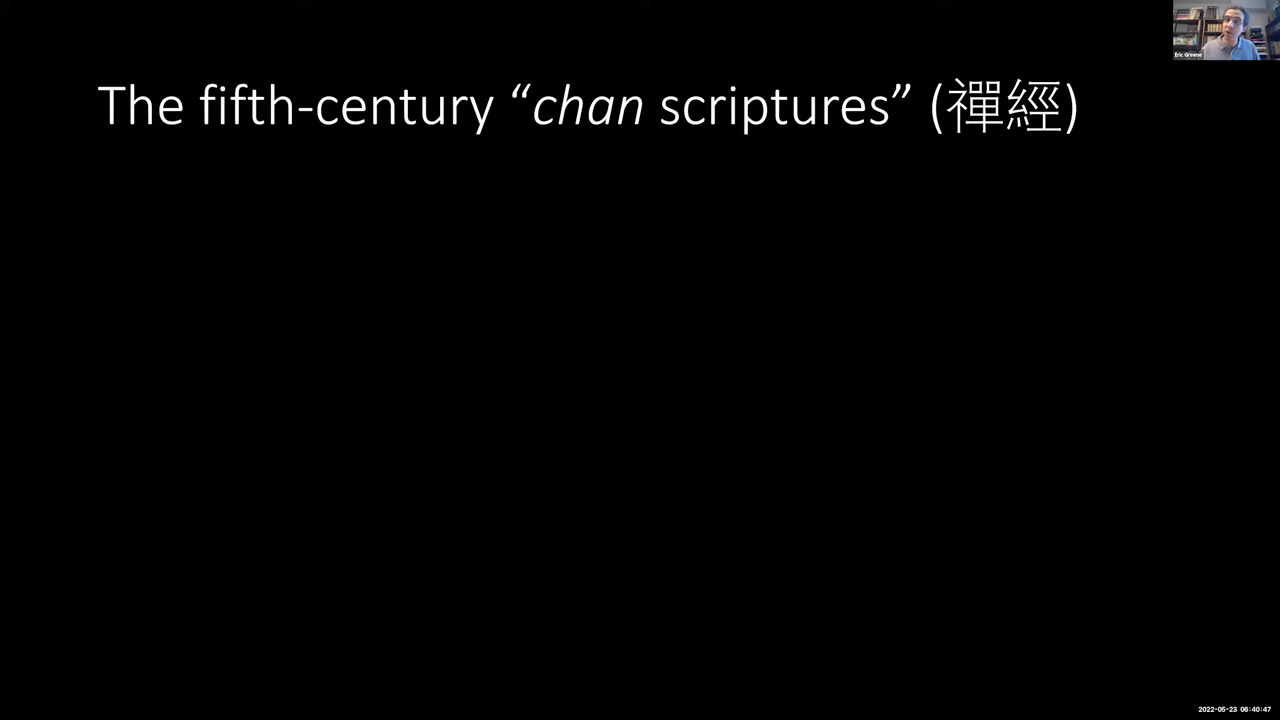 The fifth-century “chan scriptures” (禪經)
Eric Greene
2022-05-23 06:40:47